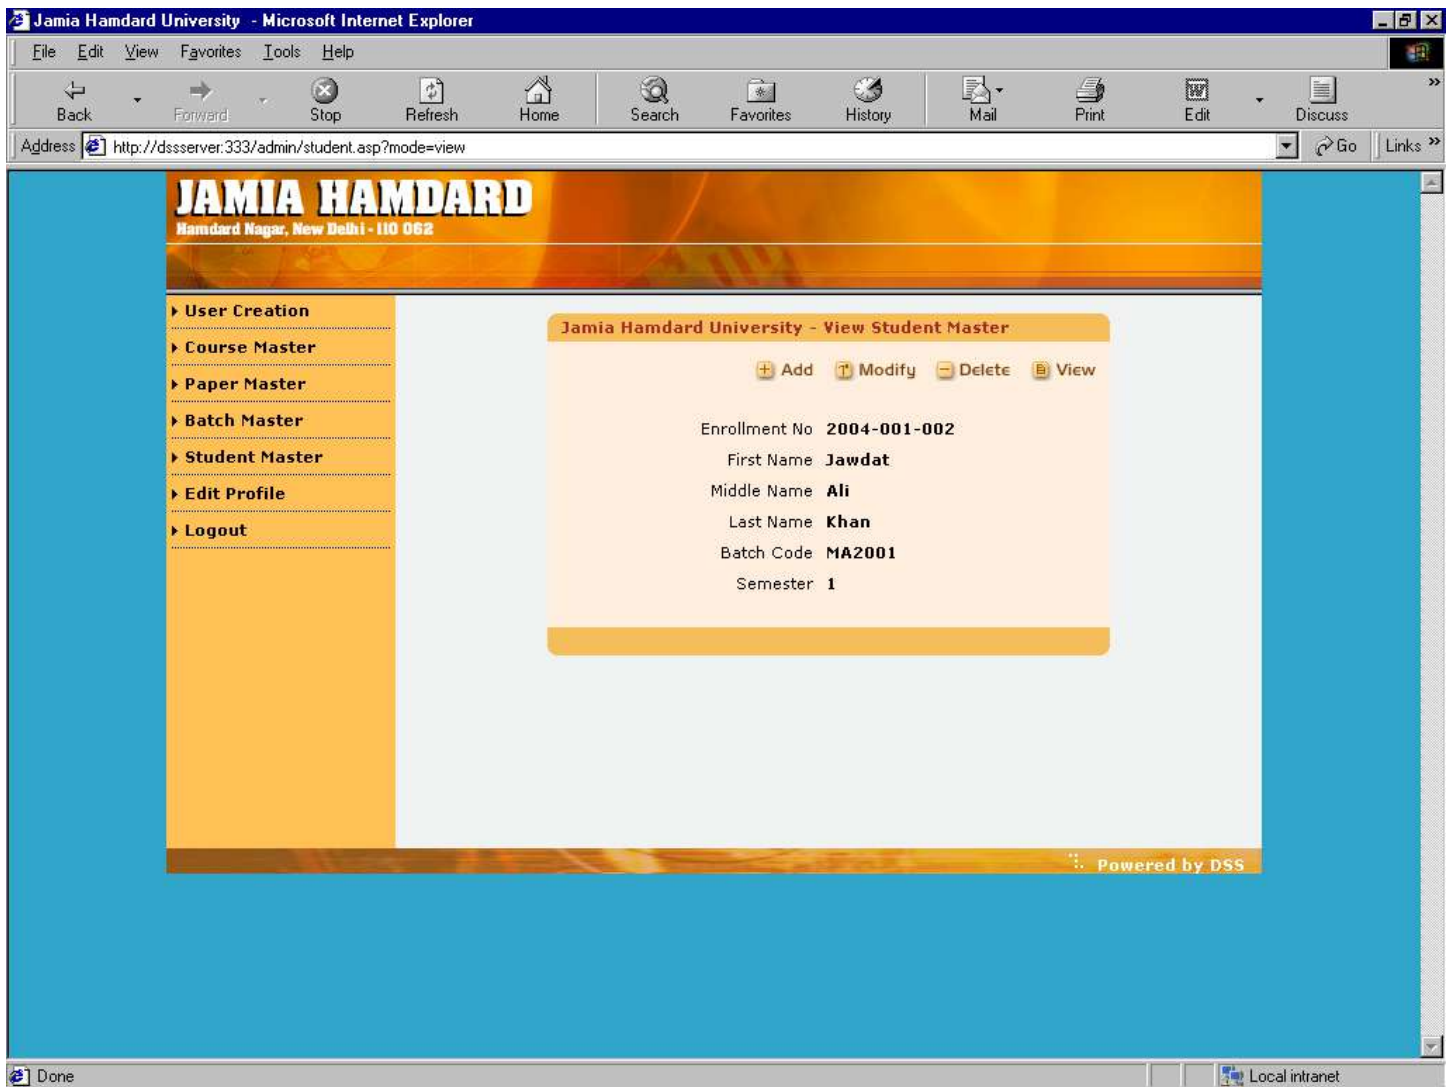 Jamia Hamdard University - Microsoft Internet Explorer
File Edit View Favorites Tools Help
Back Forward Stop Refresh Home Search Favorites History Mail Print Edit Discuss »
Address http://dssserver:333/admin/student.asp?mode=view Go Links »
JAMIA HAMDARD
Hamdard Nagar, New Delhi - 110 062
User Creation
Course Master
Paper Master
Batch Master
Student Master
Edit Profile
Logout
Jamia Hamdard University - View Student Master
Add Modify Delete View
Enrollment No 2004-001-002
First Name Jawdat
Middle Name Ali
Last Name Khan
Batch Code MA2001
Semester 1
Powered by DSS
Done Local intranet